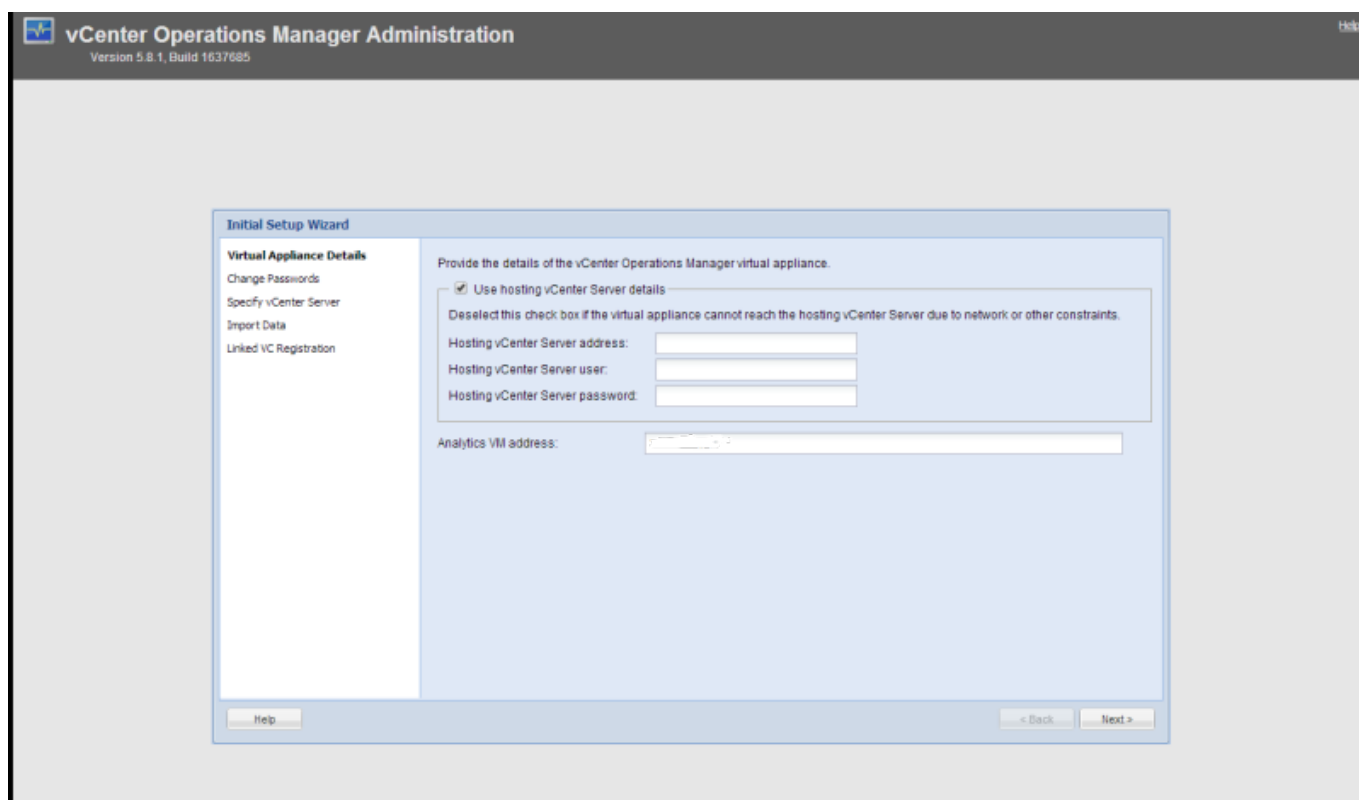 vCenter Operations Manager Administration
Help
Version 5.8.1, Build 1637685
Initial Setup Wizard
Virtual Appliance Details
Change Passwords
Specify vCenter Server
Import Data
Linked VC Registration
Provide the details of the vCenter Operations Manager virtual appliance.
Use hosting vCenter Server details
Deselect this check box if the virtual appliance cannot reach the hosting vCenter Server due to network or other constraints.
Hosting vCenter Server address:
Hosting vCenter Server user:
Hosting vCenter Server password:
Analytics VM address:
Help
< Back
Next >